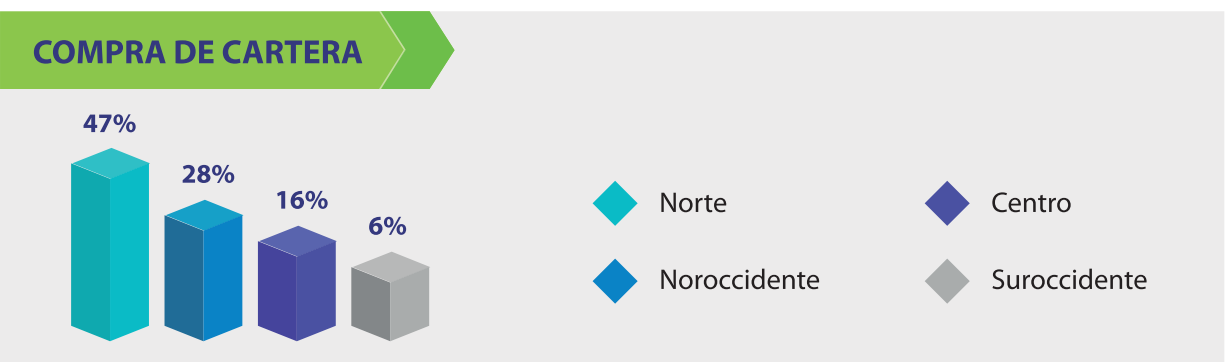 COMPRA DE CARTERA
47%
28%
16%
6%
Norte
Centro
Noroccidente
Suroccidente